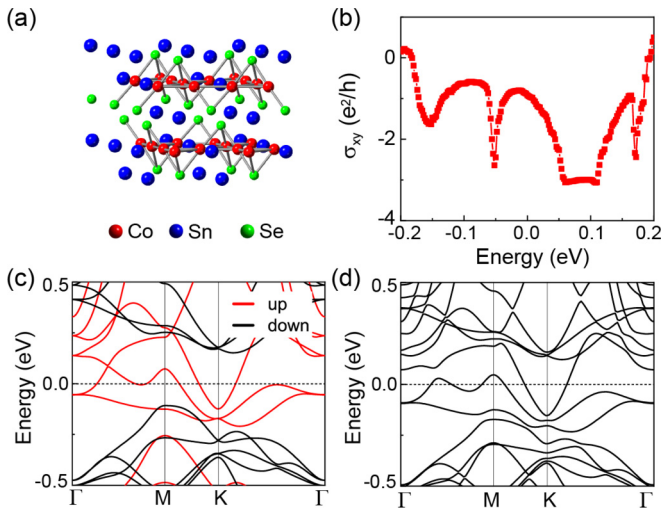 (a)
Co Sn Se
(b)
σxy (e²/h)
0
-2
-4
-0.2 -0.1 0.0 0.1 0.2
Energy (eV)
(c)
Energy (eV)
0.5
0.0
-0.5
up
down
Γ M K Γ
(d)
Energy (eV)
0.5
0.0
-0.5
Γ M K Γ